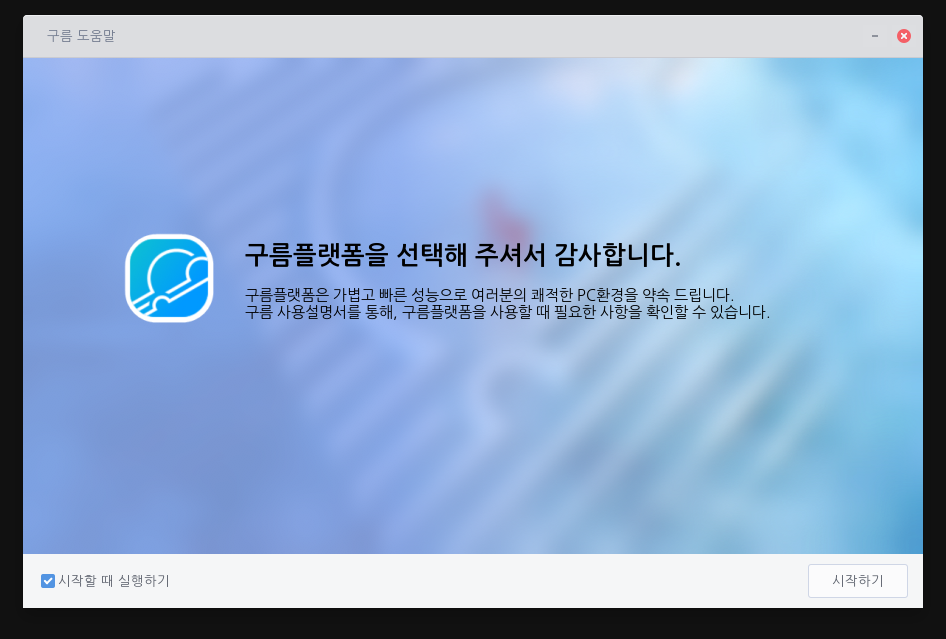 구름 도움말
구름플랫폼을 선택해 주셔서 감사합니다.
구름플랫폼은 가볍고 빠른 성능으로 여러분의 쾌적한 PC환경을 약속 드립니다.
구름 사용설명서를 통해, 구름플랫폼을 사용할 때 필요한 사항을 확인할 수 있습니다.
시작할 때 실행하기
시작하기